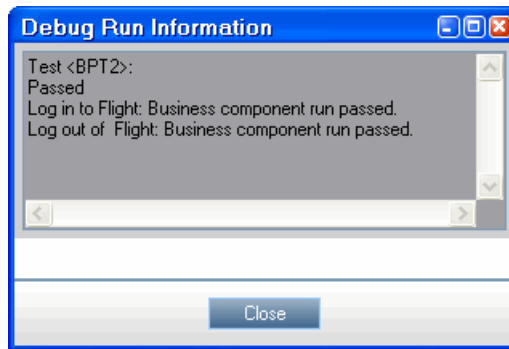 Debug Run Information
Test <BPT2>:
Passed
Log in to Flight: Business component run passed.
Log out of  Flight: Business component run passed.
Close